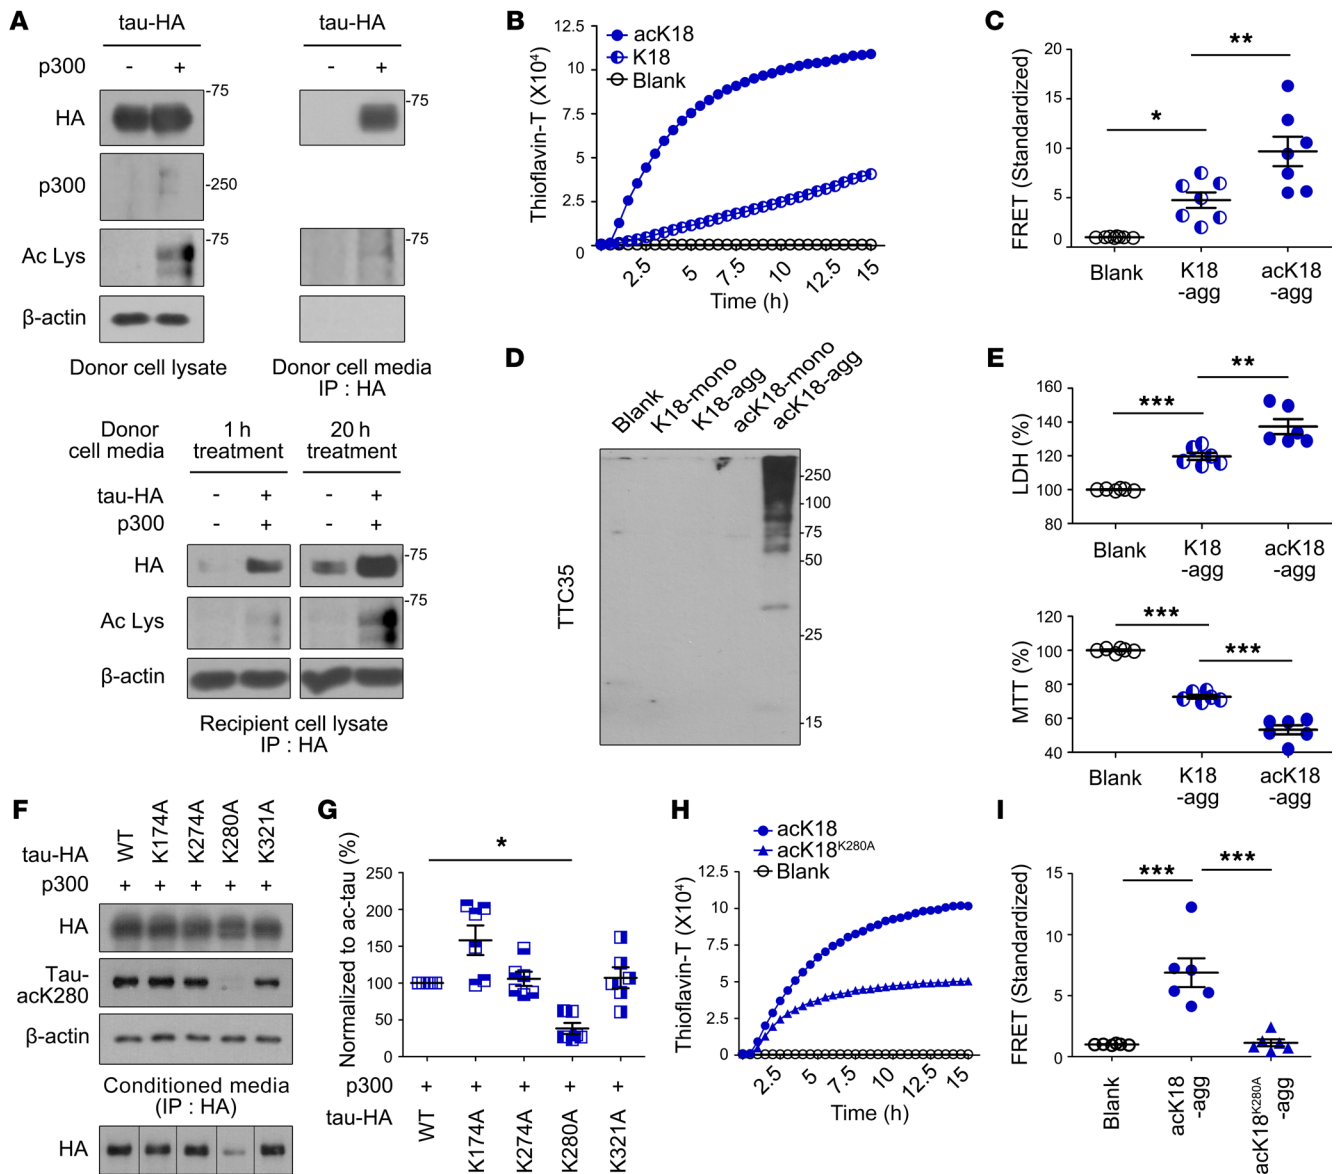 A
tau-HA
tau-HA
p300
- +
- +
HA
-75
-75
p300
-250
Ac Lys
-75
-75
β-actin
Donor cell lysate
Donor cell media
IP : HA
Donor
cell media
1 h
treatment
20 h
treatment
tau-HA
- + - +
p300
- + - +
HA
-75
Ac Lys
-75
β-actin
Recipient cell lysate
IP : HA
B
Thioflavin-T (X10⁴)
12.5
10
7.5
5
2.5
0
acK18
K18
Blank
2.5 5 7.5 10 12.5 15
Time (h)
C
FRET (Standardized)
20
15
10
5
0
*
**
Blank
K18
-agg
acK18
-agg
D
Blank
K18-mono
K18-agg
acK18-mono
acK18-agg
TTC35
-250
-100
-75
-50
-25
-15
E
LDH (%)
160
140
120
100
80
***
**
Blank
K18
-agg
acK18
-agg
MTT (%)
120
100
80
60
40
***
***
Blank
K18
-agg
acK18
-agg
F
tau-HA
WT
K174A
K274A
K280A
K321A
p300
+ + + + +
HA
Tau-
acK280
β-actin
Conditioned media
(IP : HA)
HA
G
Normalized to ac-tau (%)
250
200
150
100
50
0
*
p300
+ + + + +
tau-HA
WT
K174A
K274A
K280A
K321A
H
acK18
acK18ᴷ²⁸⁰ᴬ
Blank
Thioflavin-T (X10⁴)
12.5
10
7.5
5
2.5
0
2.5 5 7.5 10 12.5 15
Time (h)
I
FRET (Standardized)
15
10
5
0
***
***
Blank
acK18
-agg
acK18ᴷ²⁸⁰ᴬ
-agg